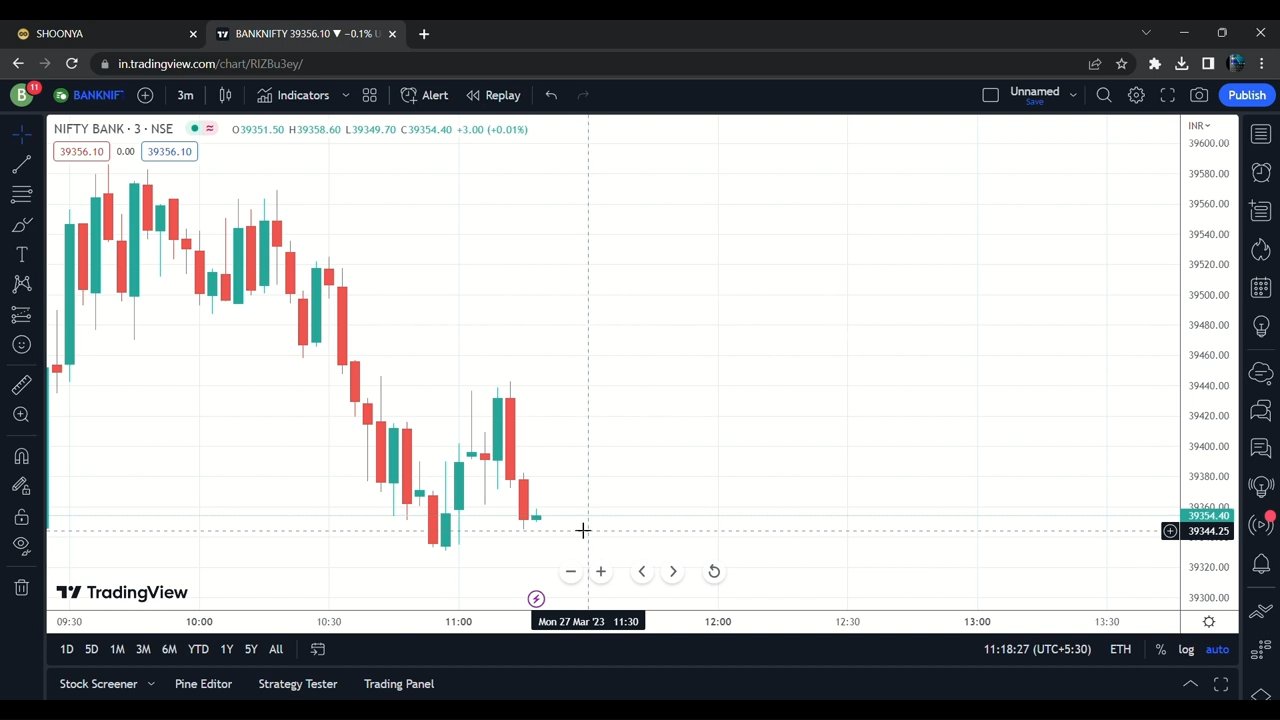 SHOONYA
BANKNIFTY 39356.10 ▼ −0.1% U
in.tradingview.com/chart/RIZBu3ey/
B 11 BANKNIF 3m Indicators Alert Replay Unnamed Save Publish
NIFTY BANK · 3 · NSE O39351.50 H39358.60 L39349.70 C39354.40 +3.00 (+0.01%)
39356.10 0.00 39356.10
INR
39600.00
39580.00
39560.00
39540.00
39520.00
39500.00
39480.00
39460.00
39440.00
39420.00
39400.00
39380.00
39360.00
39354.40
39344.25
39320.00
39300.00
TradingView
09:30 10:00 10:30 11:00 Mon 27 Mar '23 11:30 12:00 12:30 13:00 13:30
1D 5D 1M 3M 6M YTD 1Y 5Y All 11:18:27 (UTC+5:30) ETH % log auto
Stock Screener Pine Editor Strategy Tester Trading Panel